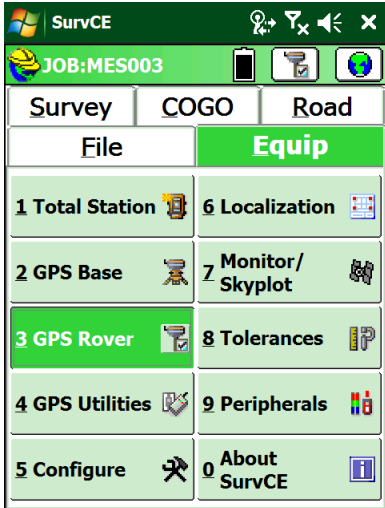 SurvCE
JOB:MES003
Survey COGO Road
File Equip
1 Total Station
6 Localization
2 GPS Base
7 Monitor/
Skyplot
3 GPS Rover
8 Tolerances
4 GPS Utilities
9 Peripherals
5 Configure
0 About
SurvCE